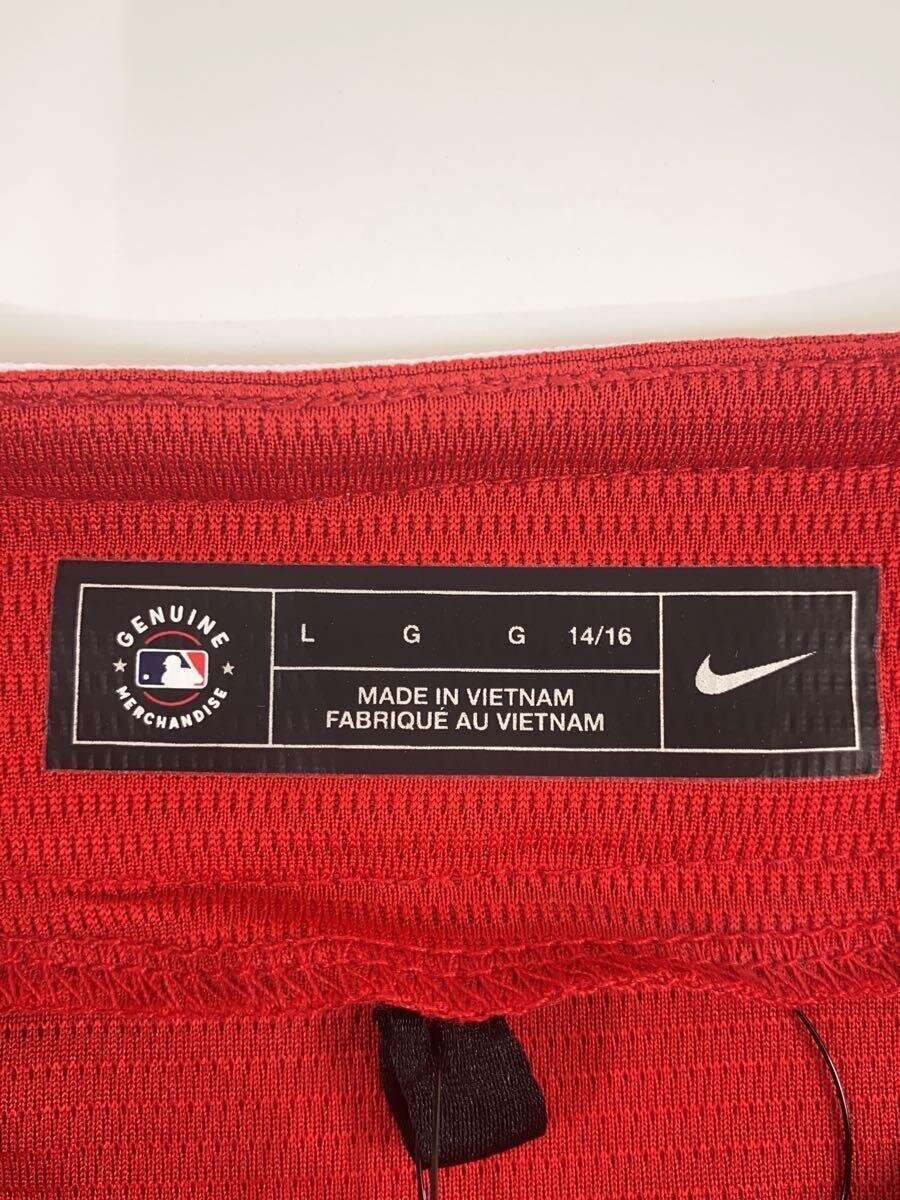 GENUINE
MERCHANDISE
L G G 14/16
MADE IN VIETNAM
FABRIQUÉ AU VIETNAM